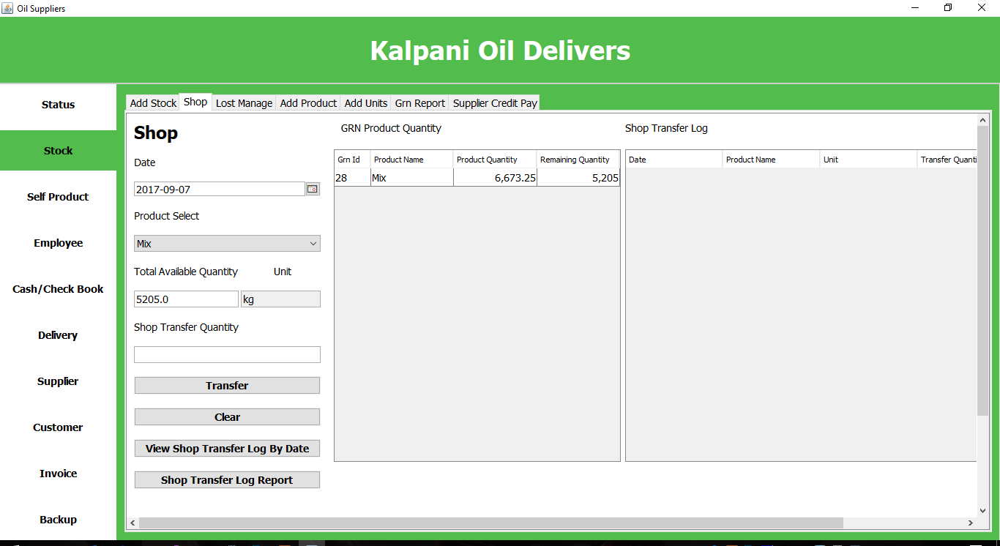 Oil Suppliers
Kalpani Oil Delivers
Status
Stock
Self Product
Employee
Cash/Check Book
Delivery
Supplier
Customer
Invoice
Backup
Add Stock Shop Lost Manage Add Product Add Units Grn Report Supplier Credit Pay
Shop
Date
2017-09-07
Product Select
Mix
Total Available Quantity Unit
5205.0 kg
Shop Transfer Quantity
Transfer
Clear
View Shop Transfer Log By Date
Shop Transfer Log Report
GRN Product Quantity
Grn Id Product Name Product Quantity Remaining Quantity
28 Mix 6,673.25 5,205
Shop Transfer Log
Date Product Name Unit Transfer Quanti